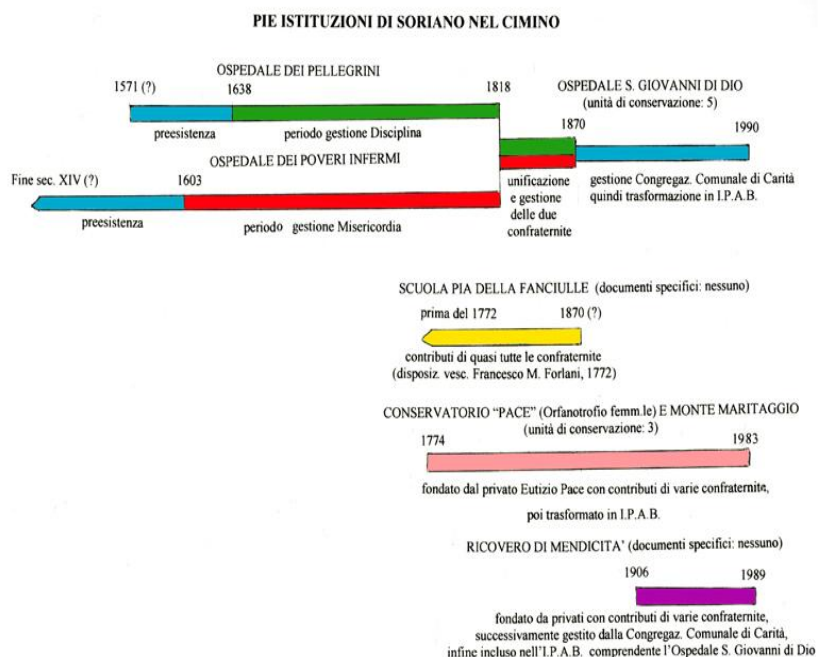 PIE ISTITUZIONI DI SORIANO NEL CIMINO
OSPEDALE DEI PELLEGRINI
1571 (?)
1638
1818
preesistenza
periodo gestione Disciplina
OSPEDALE S. GIOVANNI DI DIO
(unità di conservazione: 5)
1870
1990
OSPEDALE DEI POVERI INFERMI
Fine sec. XIV (?)
1603
preesistenza
periodo gestione Misericordia
unificazione
e gestione
delle due
confraternite
gestione Congregaz. Comunale di Carità
quindi trasformazione in I.P.A.B.
SCUOLA PIA DELLA FANCIULLE (documenti specifici: nessuno)
prima del 1772
1870 (?)
contributi di quasi tutte le confraternite
(disposiz. vesc. Francesco M. Forlani, 1772)
CONSERVATORIO “PACE” (Orfanotrofio femm.le) E MONTE MARITAGGIO
(unità di conservazione: 3)
1774
1983
fondato dal privato Eutizio Pace con contributi di varie confraternite,
poi trasformato in I.P.A.B.
RICOVERO DI MENDICITA’ (documenti specifici: nessuno)
1906
1989
fondato da privati con contributi di varie confraternite,
successivamente gestito dalla Congregaz. Comunale di Carità,
infine incluso nell’I.P.A.B. comprendente l’Ospedale S. Giovanni di Dio